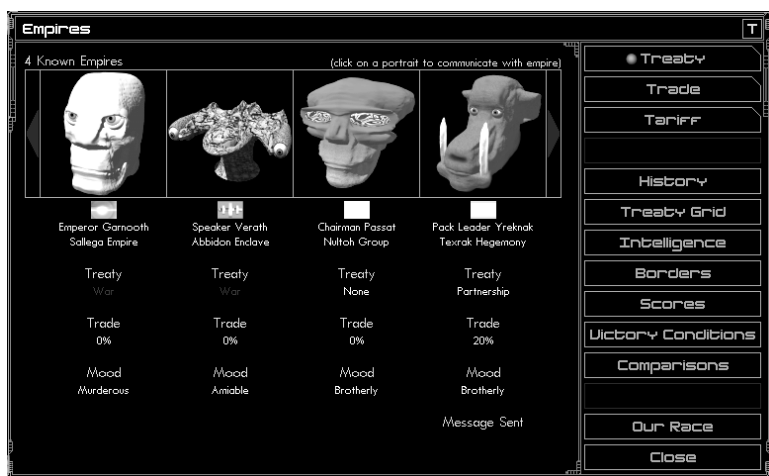 Empires
T
4 Known Empires
(click on a portrait to communicate with empire)
Emperor Garnooth
Sallega Empire
Speaker Verath
Abbidon Enclave
Chairman Passat
Nultoh Group
Pack Leader Yreknak
Texrak Hegemony
Treaty
War
Treaty
War
Treaty
None
Treaty
Partnership
Trade
0%
Trade
0%
Trade
0%
Trade
20%
Mood
Murderous
Mood
Amiable
Mood
Brotherly
Mood
Brotherly
Message Sent
Treaty
Trade
Tariff
History
Treaty Grid
Intelligence
Borders
Scores
Victory Conditions
Comparisons
Our Race
Close